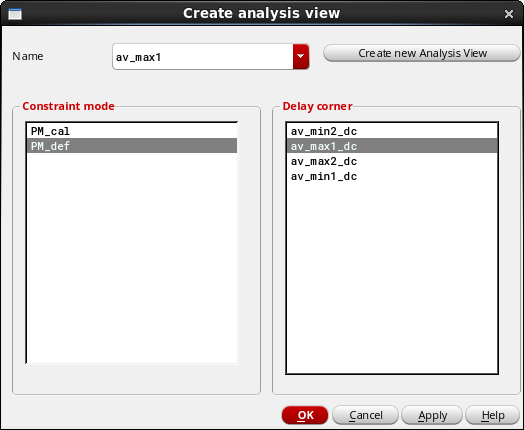 Create analysis view
Name
av_max1
Create new Analysis View
Constraint mode
PM_cal
PM_def
Delay corner
av_min2_dc
av_max1_dc
av_max2_dc
av_min1_dc
OK
Cancel
Apply
Help